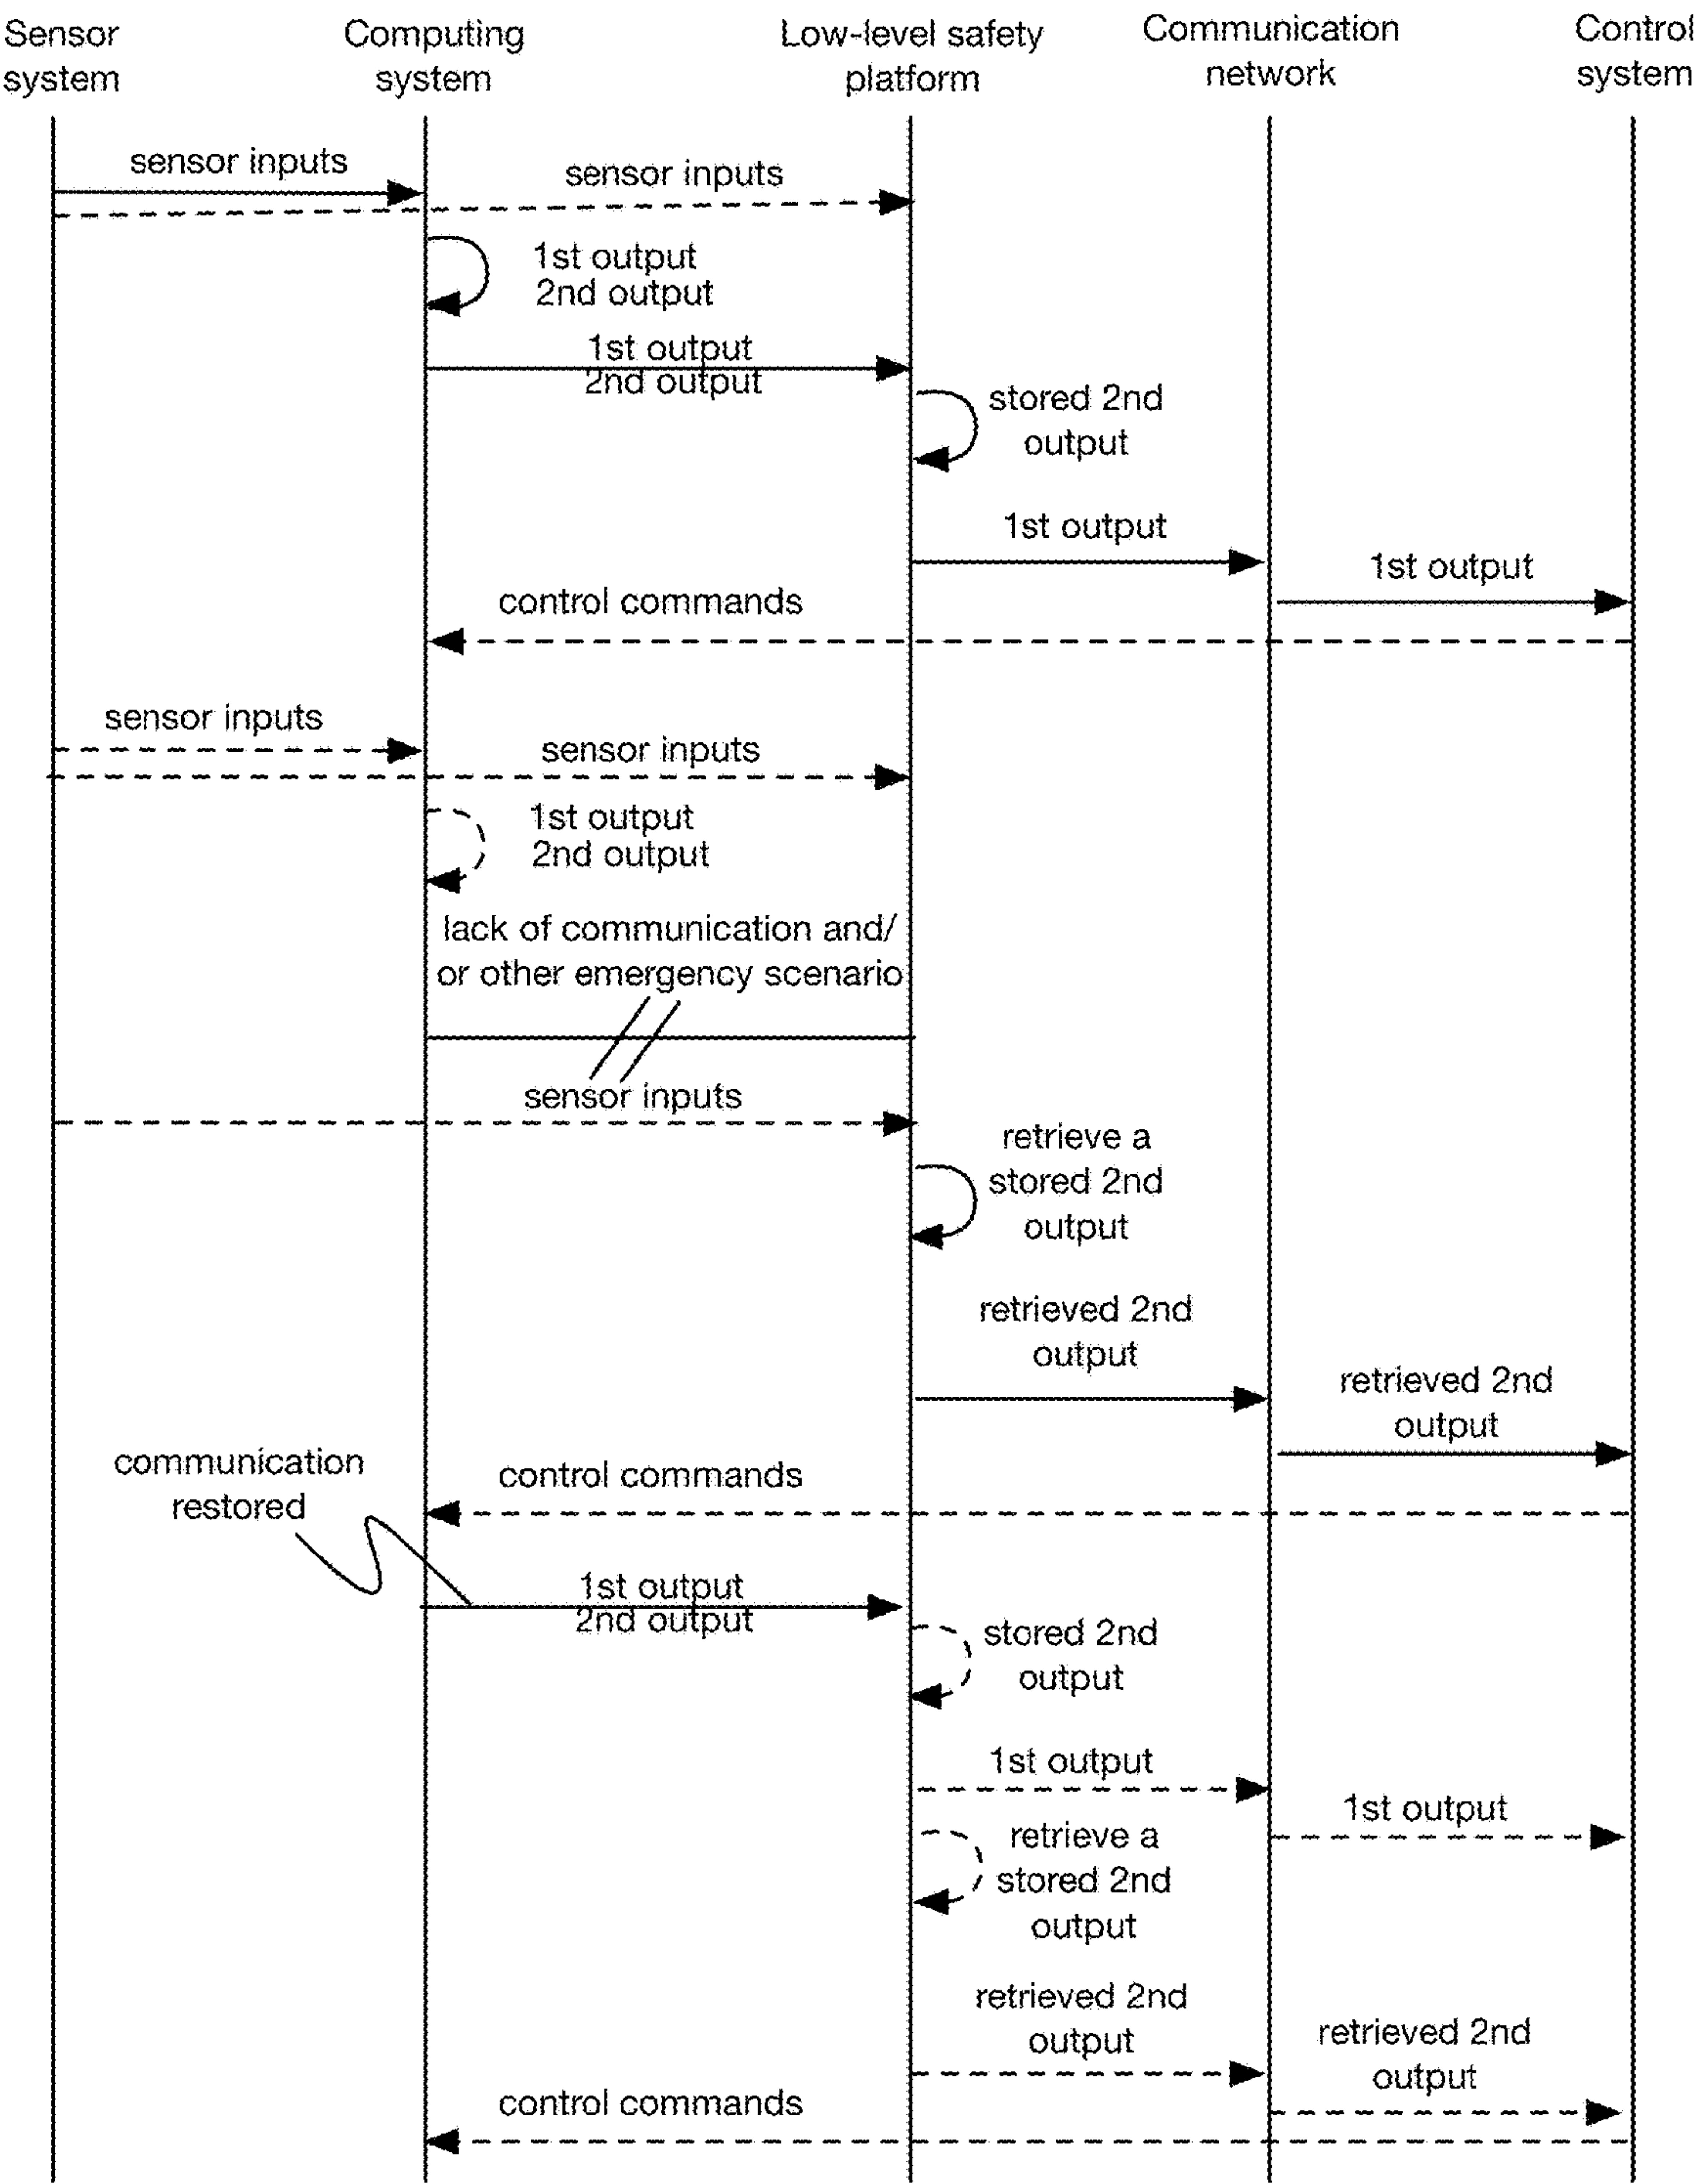 Sensor
system
Computing
system
Low-level safety
platform
Communication
network
Control
system
sensor inputs
sensor inputs
1st output
2nd output
1st output
2nd output
stored 2nd
output
1st output
1st output
control commands
sensor inputs
sensor inputs
1st output
2nd output
lack of communication and/
or other emergency scenario
sensor inputs
retrieve a
stored 2nd
output
retrieved 2nd
output
retrieved 2nd
output
communication
restored
control commands
1st output
2nd output
stored 2nd
output
1st output
1st output
retrieve a
stored 2nd
output
retrieved 2nd
output
retrieved 2nd
output
control commands